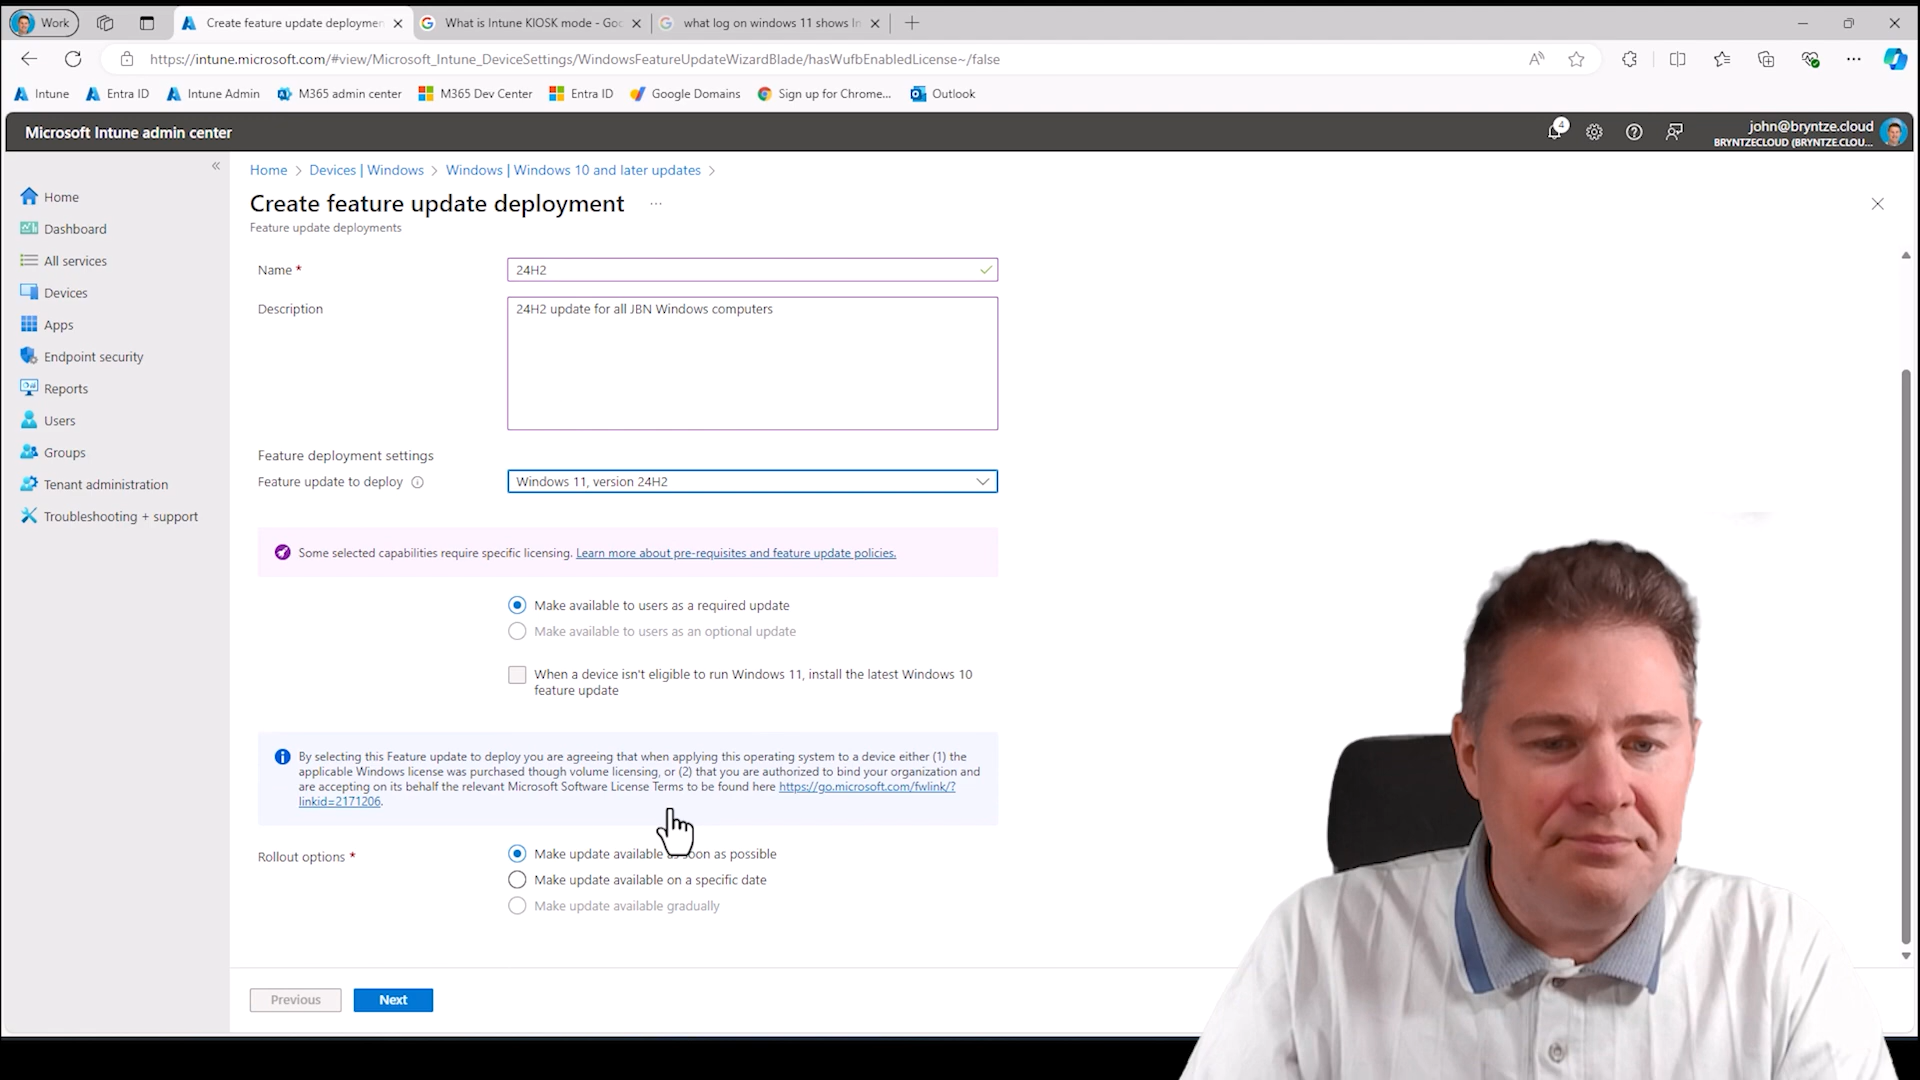 Work
Create feature update deploymen
What is Intune KIOSK mode - Goo
what log on windows 11 shows In
https://intune.microsoft.com/#view/Microsoft_Intune_DeviceSettings/WindowsFeatureUpdateWizardBlade/hasWufbEnabledLicense~/false
Intune
Entra ID
Intune Admin
M365 admin center
M365 Dev Center
Entra ID
Google Domains
Sign up for Chrome...
Outlook
Microsoft Intune admin center
4
john@bryntze.cloud
BRYNTZECLOUD (BRYNTZE.CLOU...
Home > Devices | Windows > Windows | Windows 10 and later updates >
Create feature update deployment ...
Feature update deployments
Home
Dashboard
All services
Devices
Apps
Endpoint security
Reports
Users
Groups
Tenant administration
Troubleshooting + support
Name *
24H2
Description
24H2 update for all JBN Windows computers
Feature deployment settings
Feature update to deploy
Windows 11, version 24H2
Some selected capabilities require specific licensing. Learn more about pre-requisites and feature update policies.
Make available to users as a required update
Make available to users as an optional update
When a device isn't eligible to run Windows 11, install the latest Windows 10
feature update
By selecting this Feature update to deploy you are agreeing that when applying this operating system to a device either (1) the
applicable Windows license was purchased though volume licensing, or (2) that you are authorized to bind your organization and
are accepting on its behalf the relevant Microsoft Software License Terms to be found here https://go.microsoft.com/fwlink/?
linkid=2171206.
Rollout options *
Make update available as soon as possible
Make update available on a specific date
Make update available gradually
Previous
Next